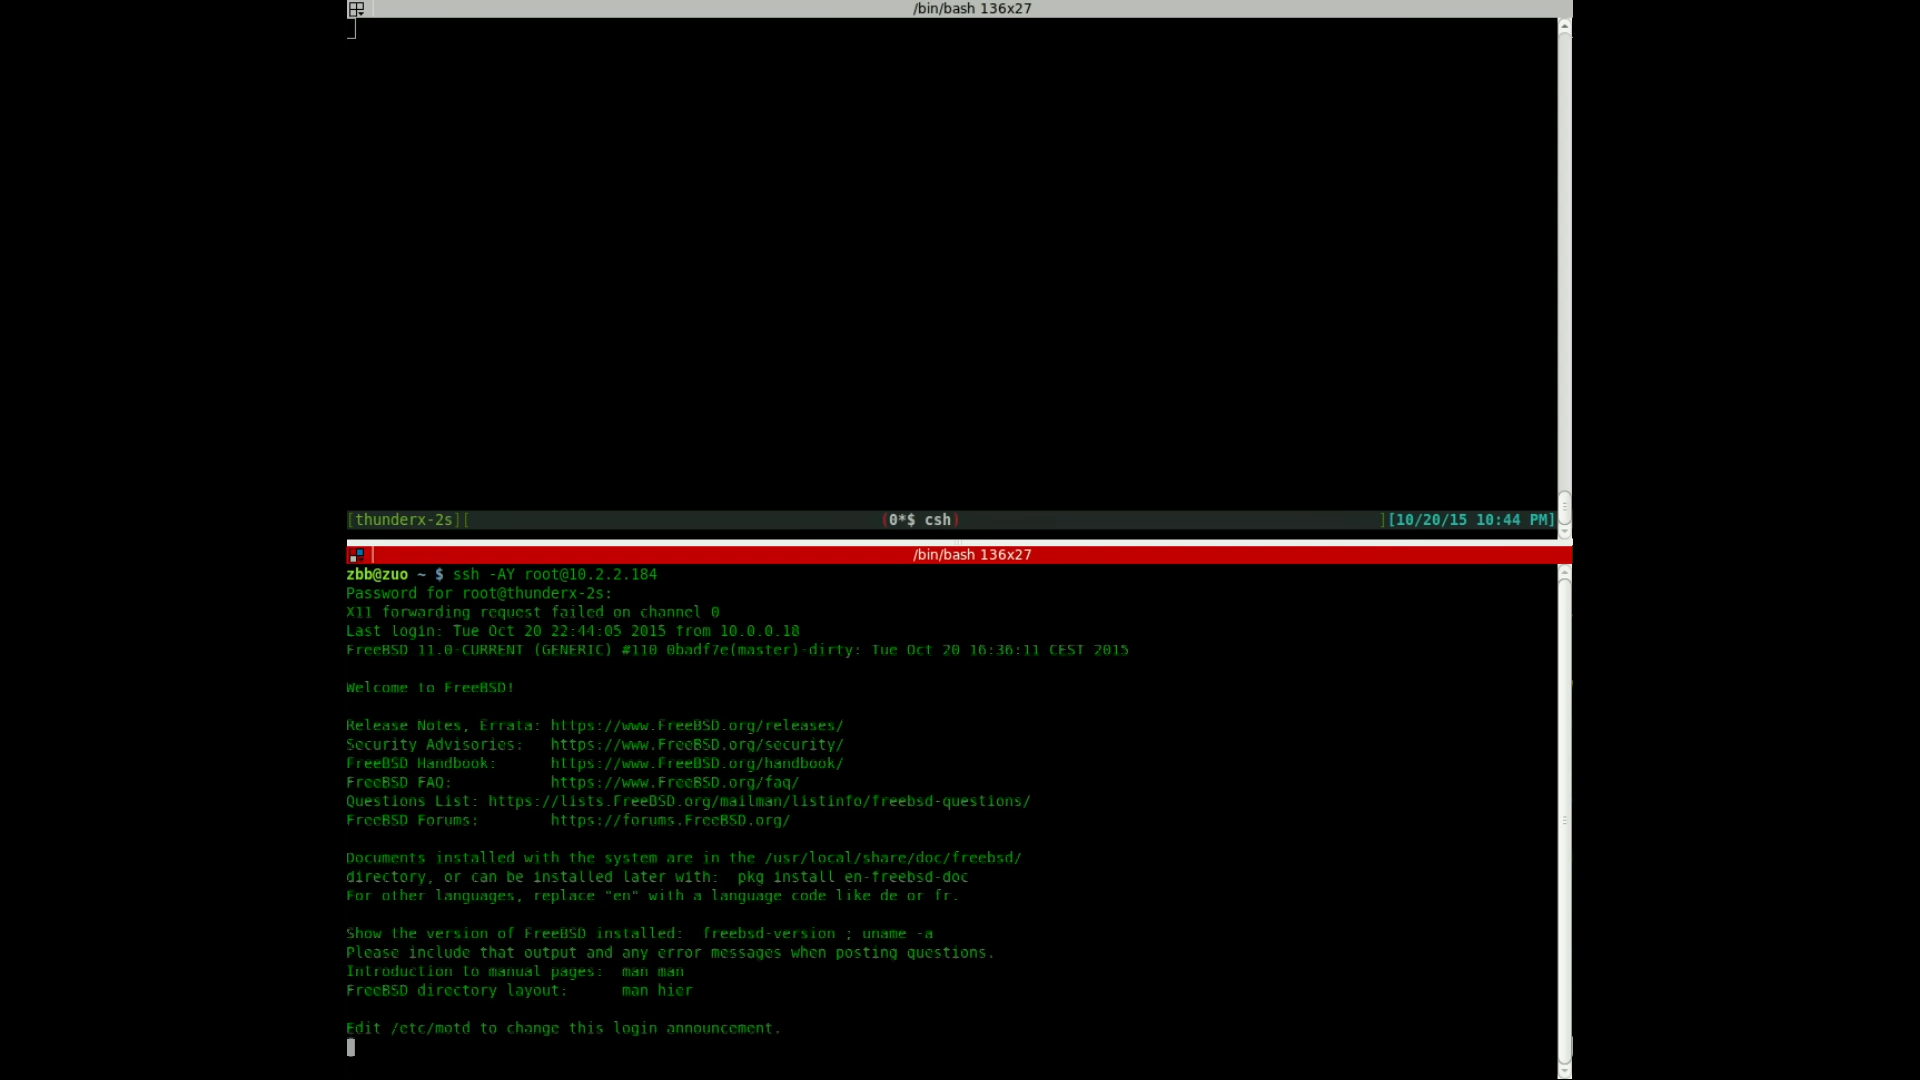 /bin/bash 136x27
[thunderx-2s][ (0*$ csh) ][10/20/15 10:44 PM]
/bin/bash 136x27
zbb@zuo ~ $ ssh -AY root@10.2.2.184
Password for root@thunderx-2s:
X11 forwarding request failed on channel 0
Last login: Tue Oct 20 22:44:05 2015 from 10.0.0.18
FreeBSD 11.0-CURRENT (GENERIC) #110 0badf7e(master)-dirty: Tue Oct 20 16:36:11 CEST 2015
Welcome to FreeBSD!
Release Notes, Errata: https://www.FreeBSD.org/releases/
Security Advisories:   https://www.FreeBSD.org/security/
FreeBSD Handbook:      https://www.FreeBSD.org/handbook/
FreeBSD FAQ:           https://www.FreeBSD.org/faq/
Questions List: https://lists.FreeBSD.org/mailman/listinfo/freebsd-questions/
FreeBSD Forums:        https://forums.FreeBSD.org/
Documents installed with the system are in the /usr/local/share/doc/freebsd/
directory, or can be installed later with:  pkg install en-freebsd-doc
For other languages, replace "en" with a language code like de or fr.
Show the version of FreeBSD installed:  freebsd-version ; uname -a
Please include that output and any error messages when posting questions.
Introduction to manual pages:  man man
FreeBSD directory layout:      man hier
Edit /etc/motd to change this login announcement.